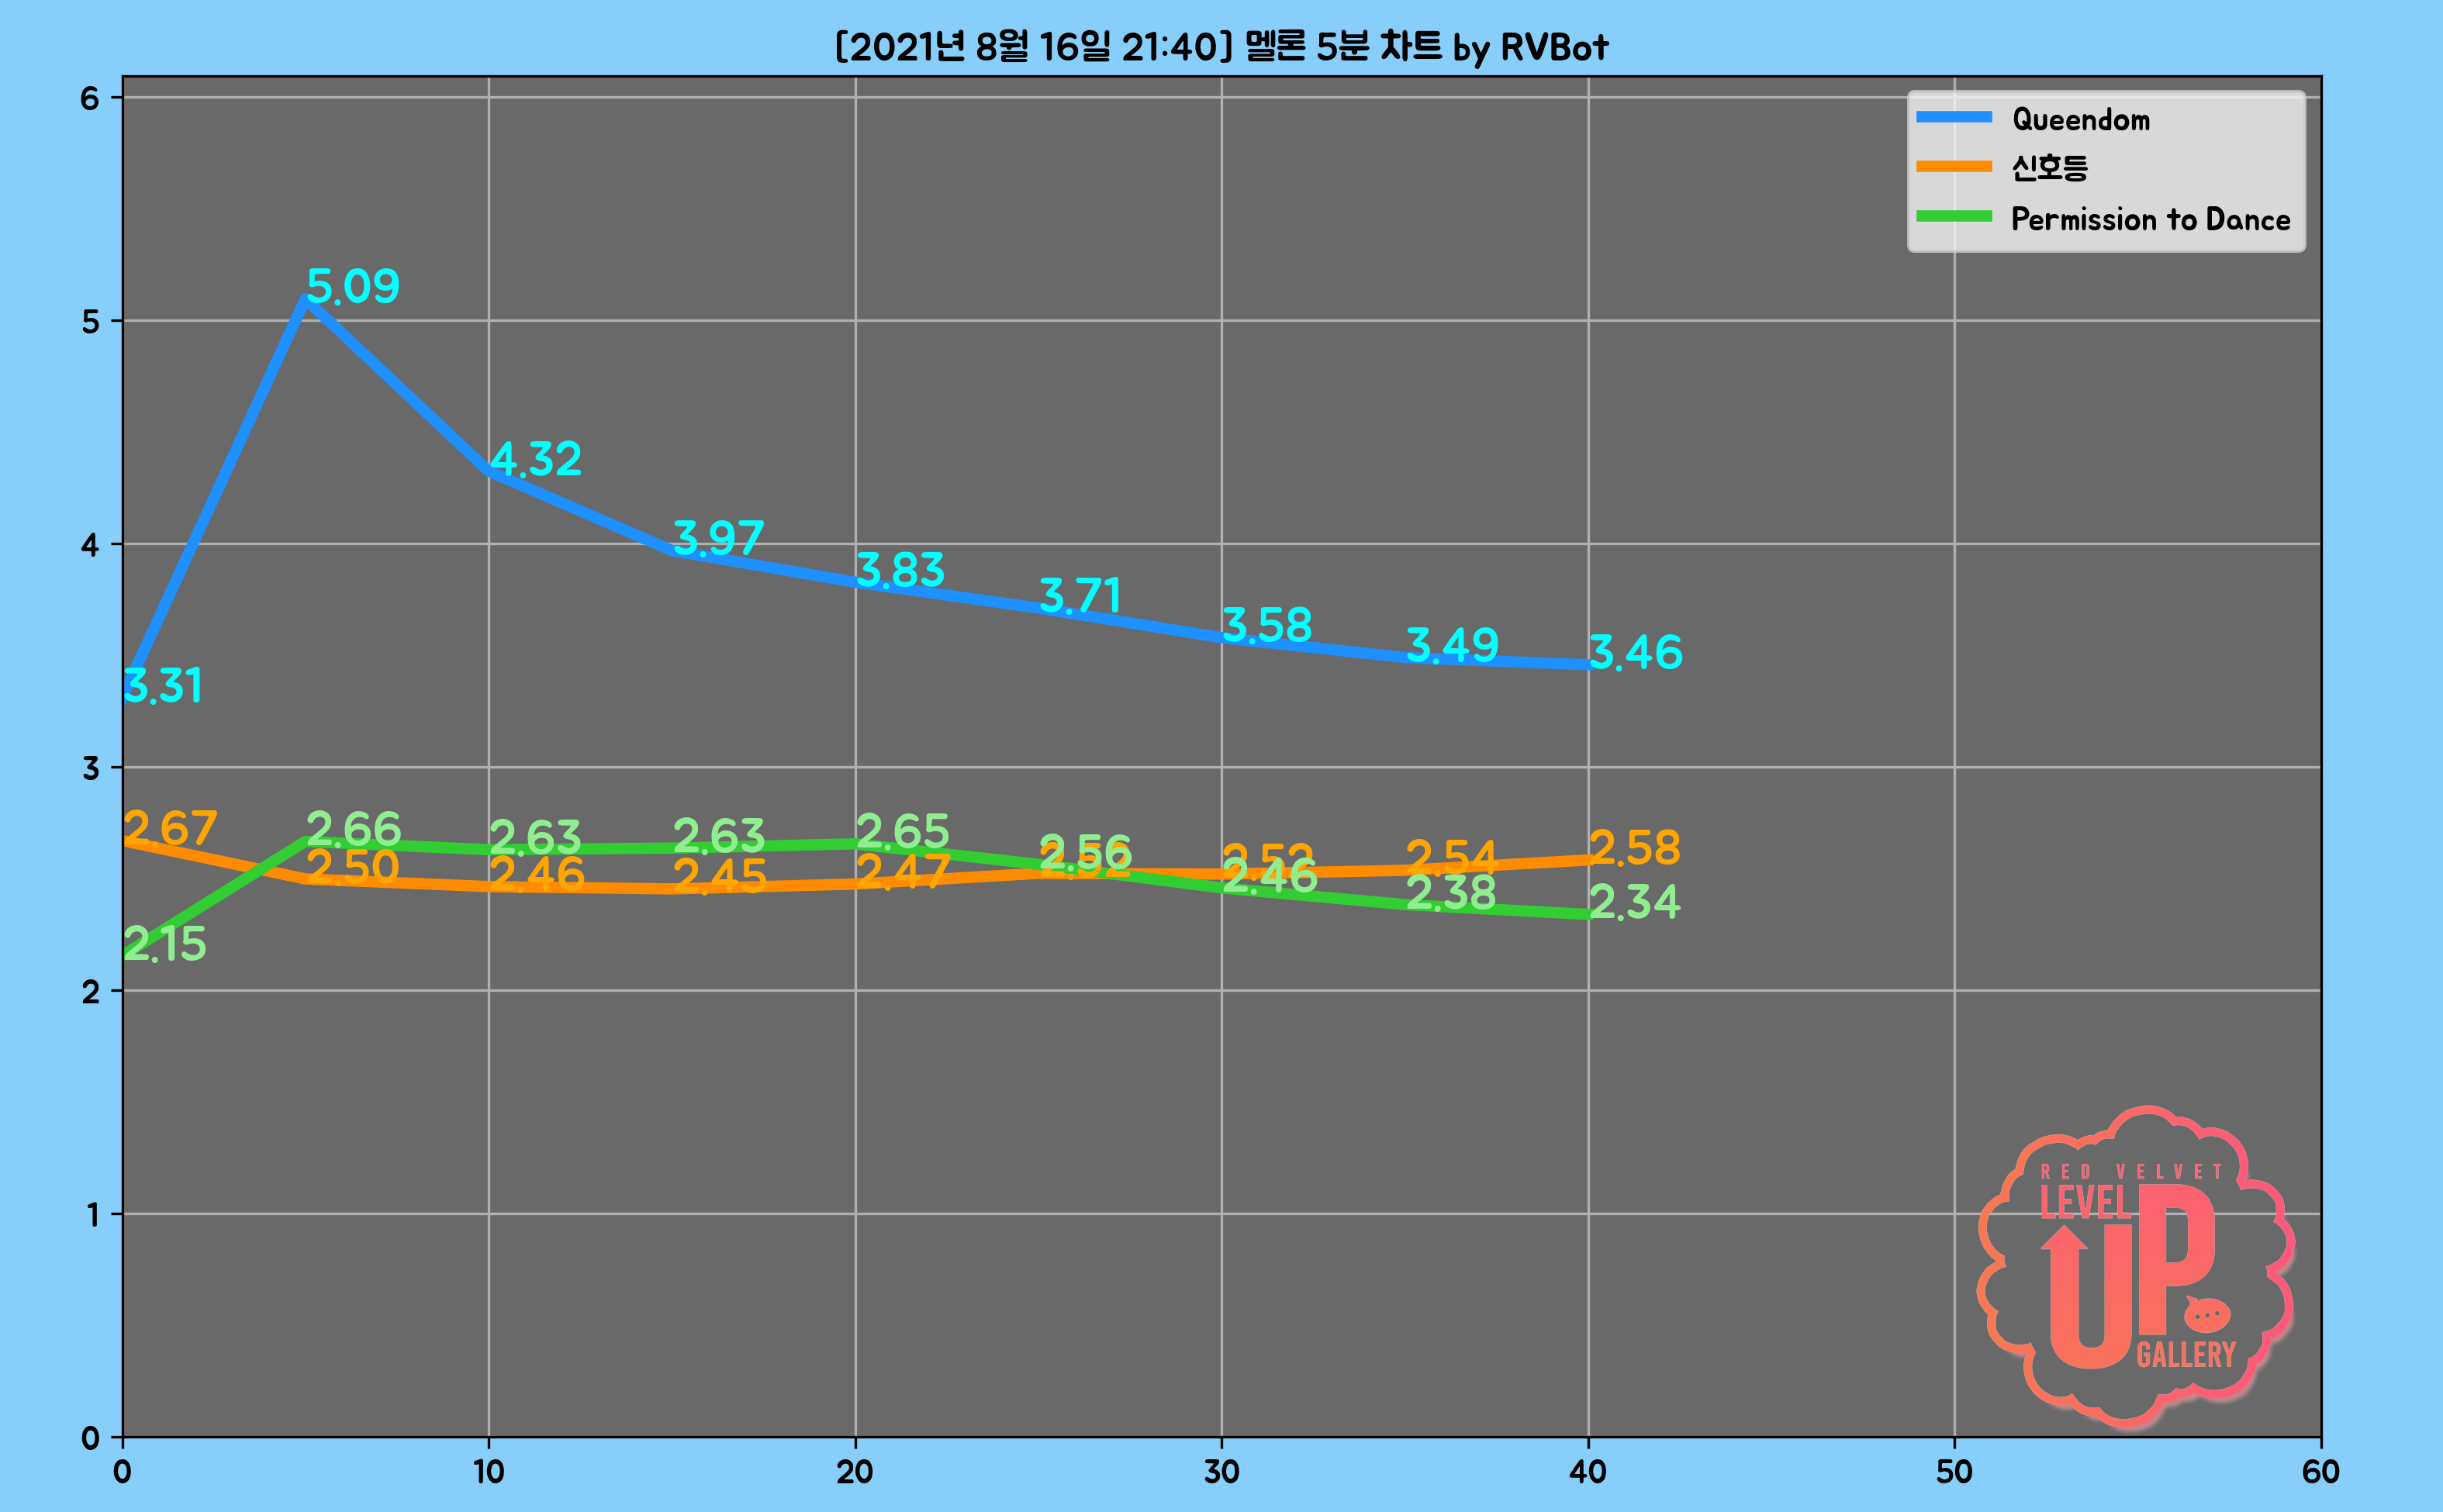 [2021년 8월 16일 21:40] 멜론 5분 차트 by RVBot
6
5
4
3
2
1
0
0 10 20 30 40 50 60
Queendom
신호등
Permission to Dance
3.31 5.09 4.32 3.97 3.83 3.71 3.58 3.49 3.46
2.67 2.50 2.46 2.45 2.47 2.52 2.52 2.54 2.58
2.15 2.66 2.63 2.63 2.65 2.56 2.46 2.38 2.34
RED VELVET
LEVEL
UP
GALLERY